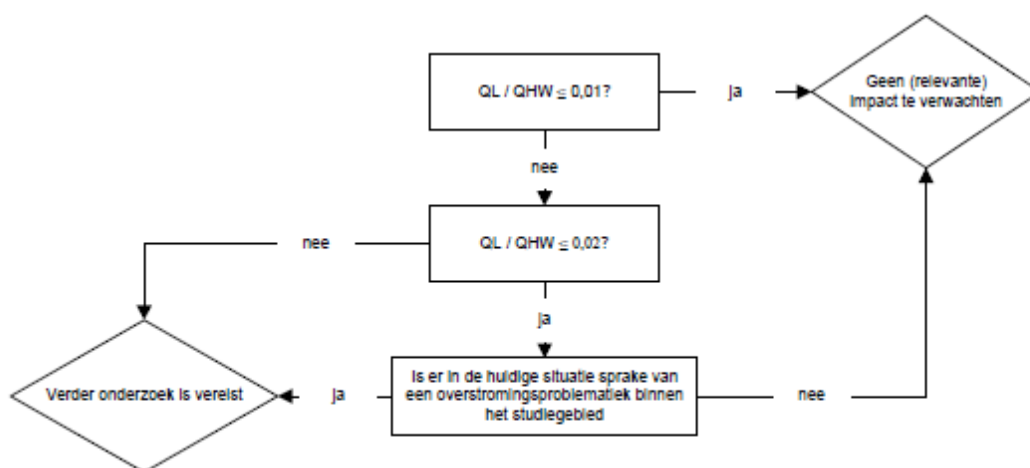 QL / QHW ≤ 0,01?
ja
Geen (relevante)
impact te verwachten
nee
QL / QHW ≤ 0,02?
nee
ja
Is er in de huidige situatie sprake van
een overstromingsproblematiek binnen
het studiegebied
ja
nee
Verder onderzoek is vereist